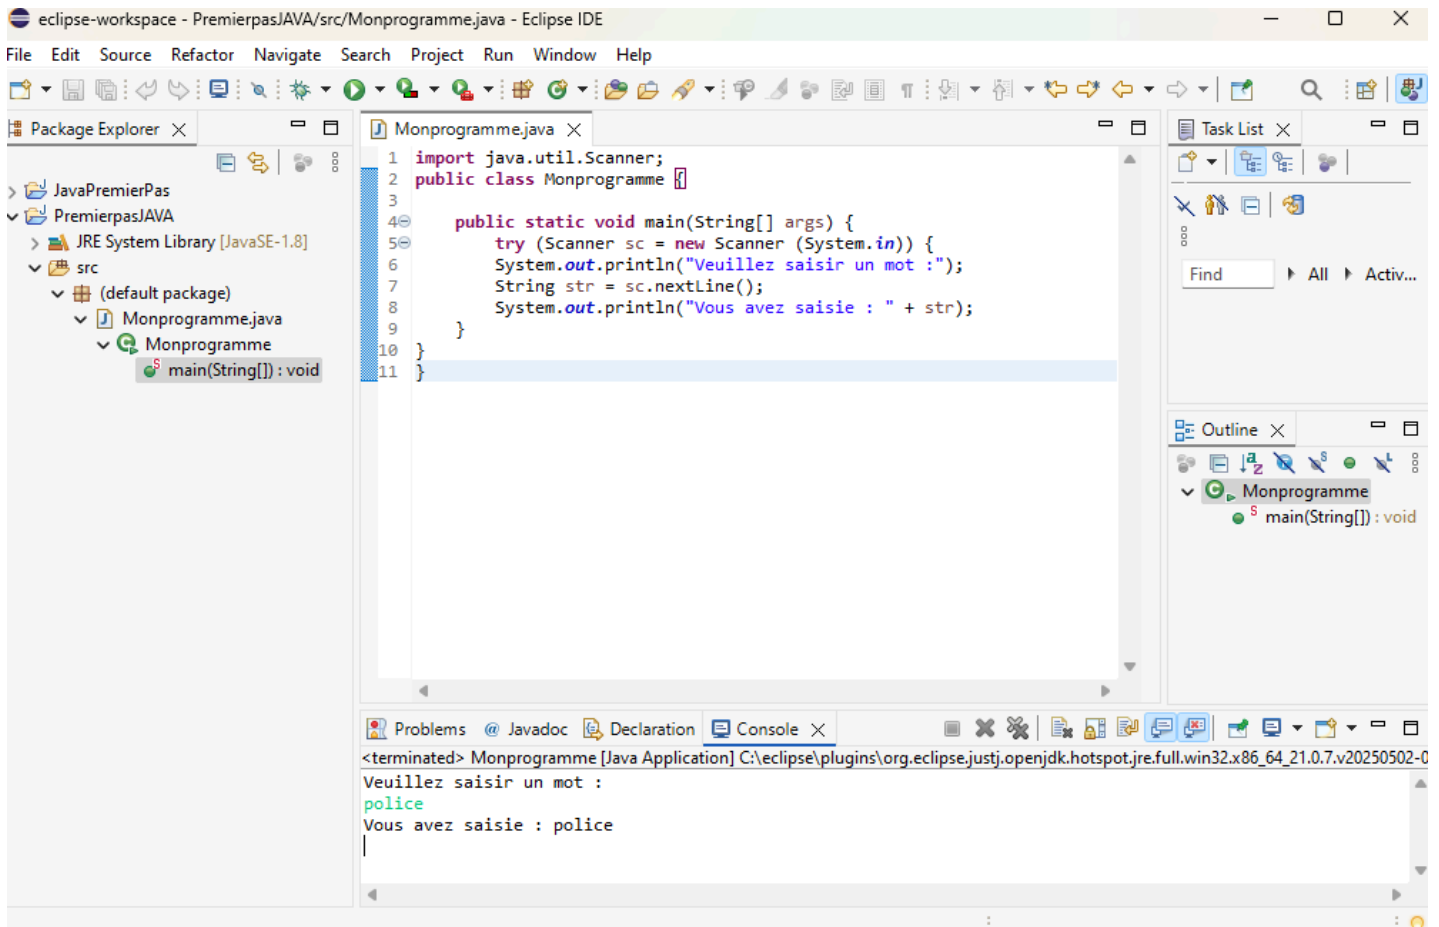 eclipse-workspace - PremierpasJAVA/src/Monprogramme.java - Eclipse IDE
File Edit Source Refactor Navigate Search Project Run Window Help
Package Explorer
JavaPremierPas
PremierpasJAVA
JRE System Library [JavaSE-1.8]
src
(default package)
Monprogramme.java
Monprogramme
main(String[]) : void
Monprogramme.java
1 import java.util.Scanner;
2 public class Monprogramme {
3
4 public static void main(String[] args) {
5 try (Scanner sc = new Scanner (System.in)) {
6 System.out.println("Veuillez saisir un mot :");
7 String str = sc.nextLine();
8 System.out.println("Vous avez saisie : " + str);
9 }
10 }
11 }
Task List
Find All Activ...
Outline
Monprogramme
main(String[]) : void
Problems @ Javadoc Declaration Console
<terminated> Monprogramme [Java Application] C:\eclipse\plugins\org.eclipse.justj.openjdk.hotspot.jre.full.win32.x86_64_21.0.7.v20250502-0
Veuillez saisir un mot :
police
Vous avez saisie : police